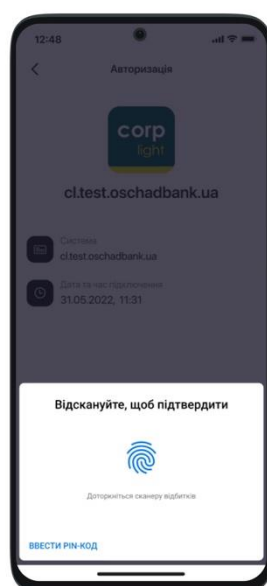 12:48
Авторизація
corp
light
cl.test.oschadbank.ua
Система
cl.test.oschadbank.ua
Дата та час підключення
31.05.2022, 11:31
Відскануйте, щоб підтвердити
Доторкніться сканеру відбитків
ВВЕСТИ PIN-КОД